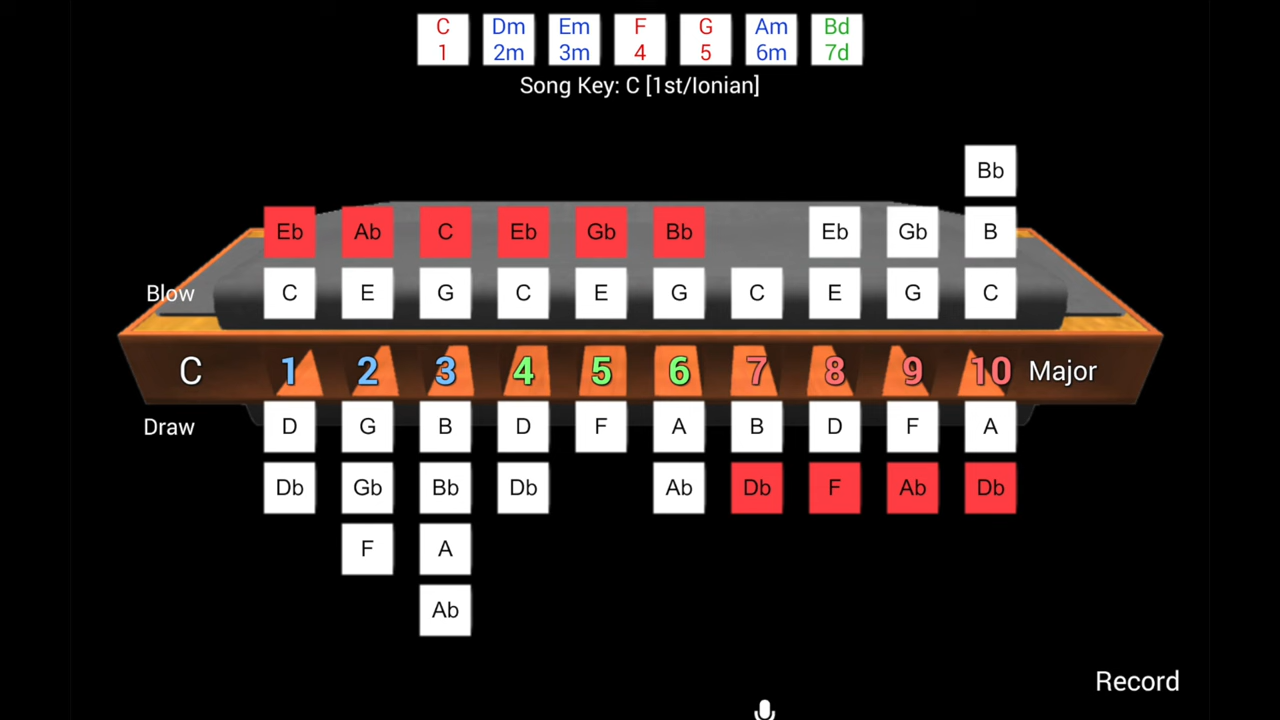 C Dm Em F G Am Bd
1 2m 3m 4 5 6m 7d
Song Key: C [1st/Ionian]
Bb
Eb Ab C Eb Gb Bb Eb Gb B
Blow C E G C E G C E G C
C 1 2 3 4 5 6 7 8 9 10 Major
Draw D G B D F A B D F A
Db Gb Bb Db Ab Db F Ab Db
F A
Ab
Record